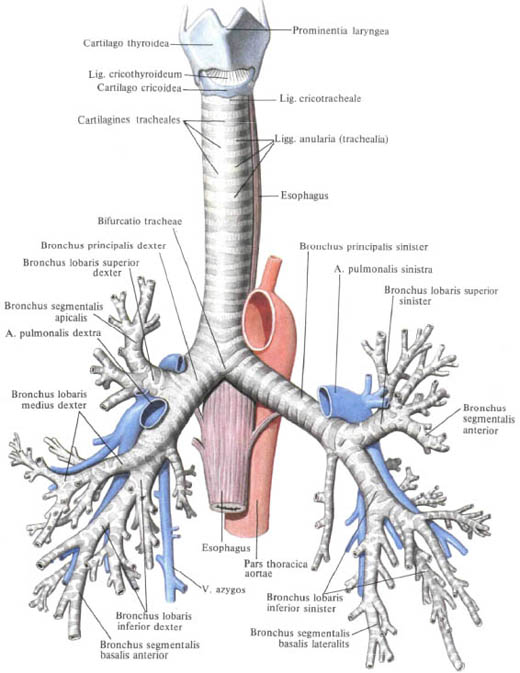 Prominentia laryngea
Cartilago thyroidea
Lig. cricothyroideum
Cartilago cricoidea
Lig. cricotracheale
Cartilagines tracheales
Ligg. anularia (trachealia)
Esophagus
Bifurcatio tracheae
Bronchus principalis dexter
Bronchus principalis sinister
Bronchus lobaris superior
dexter
A. pulmonalis sinistra
Bronchus lobaris superior
sinister
Bronchus segmentalis
apicalis
A. pulmonalis dextra
Bronchus lobaris
medius dexter
Bronchus
segmentalis
anterior
Esophagus
Pars thoracica
aortae
V. azygos
Bronchus lobaris
inferior sinister
Bronchus lobaris
inferior dexter
Bronchus segmentalis
basalis lateralits
Bronchus segmentalis
basalis anterior